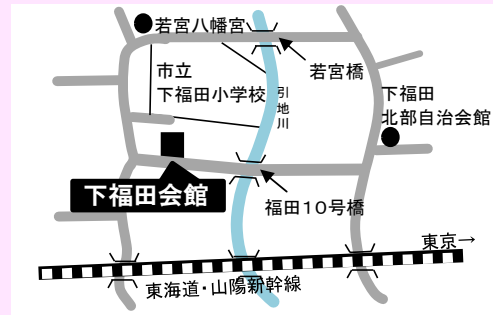 若宮八幡宮
若宮橋
市立
下福田小学校
引地川
下福田
北部自治会館
下福田会館
福田10号橋
東京→
東海道・山陽新幹線